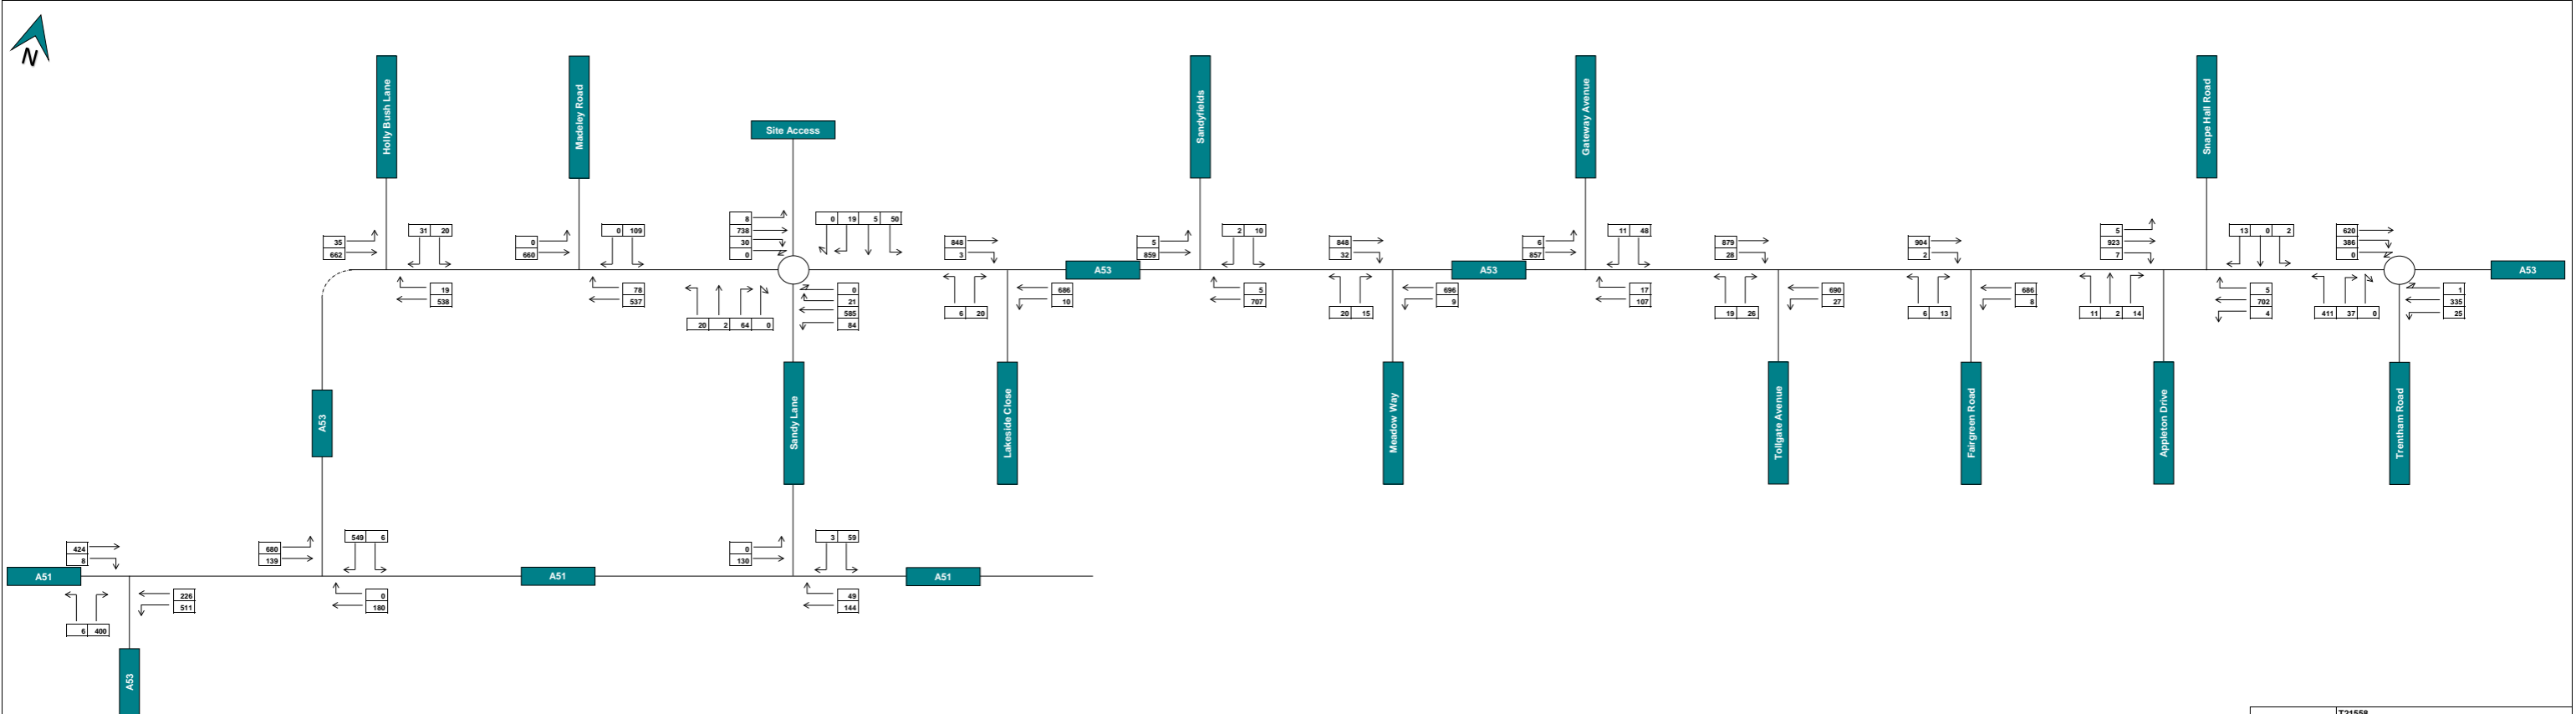 N
Holly Bush Lane
Madeley Road
Site Access
Sandyfields
Gateway Avenue
Snape Hall Road
35
662
31 20
0
660
0 109
8
738
30
0
0 19 5 50
848
3
5
859
2 10
848
32
6
857
11 48
879
28
904
2
5
923
7
13 0 2
620
386
0
A53
A53
A53
19
538
78
537
20 2 64 0
0
21
585
84
6 20
686
10
5
707
20 15
696
9
17
107
19 26
690
27
6 13
686
8
11 2 14
5
702
4
411 37 0
1
335
25
A53
Sandy Lane
Lakeside Close
Meadow Way
Tollgate Avenue
Fairgreen Road
Appleton Drive
Trentham Road
424
8
680
139
549 6
0
130
3 59
A51
A51
A51
6 400
226
511
0
180
49
144
A53
T21558